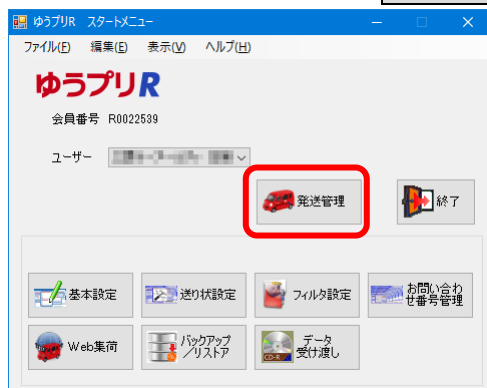 ゆうプリR スタートメニュー
ファイル(F) 編集(E) 表示(V) ヘルプ(H)
ゆうプリR
会員番号 R0022539
ユーザー
発送管理
終了
基本設定
送り状設定
フィルタ設定
お問い合わ
せ番号管理
Web集荷
バックアップ
/リストア
CD-R
データ
受け渡し